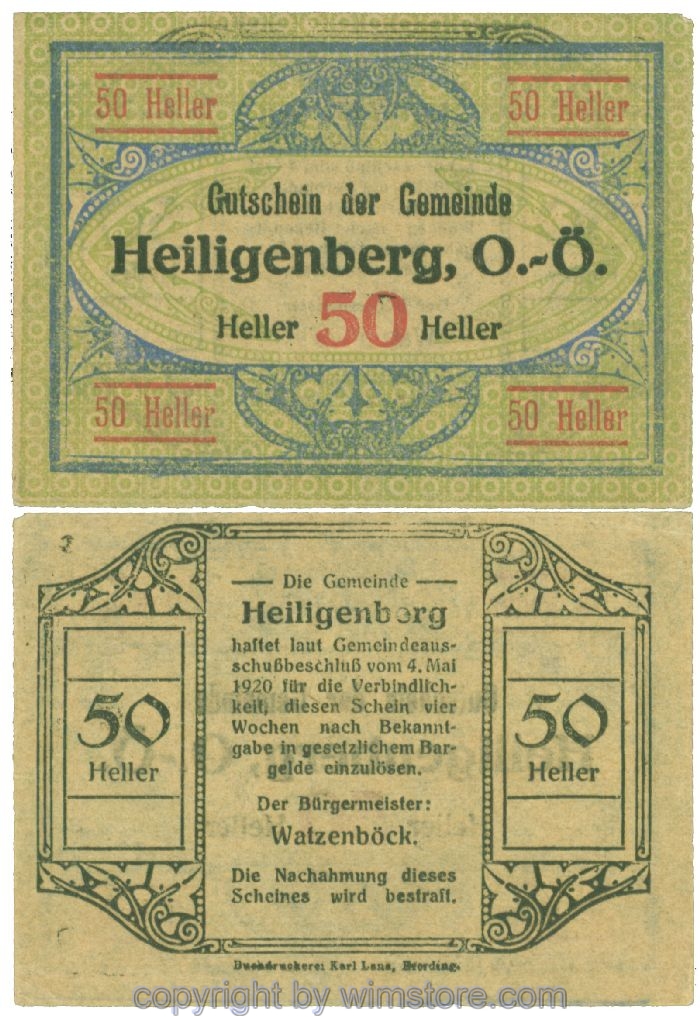 50 Heller 50 Heller
Gutschein der Gemeinde
Heiligenberg, O.-Ö.
Heller 50 Heller
50 Heller 50 Heller
Die Gemeinde
Heiligenberg
haftet laut Gemeindeaus-
schußbeschluß vom 4. Mai
1920 für die Verbindlich-
keit, diesen Schein vier
Wochen nach Bekannt-
gabe in gesetzlichem Bar-
gelde einzulösen.
Der Bürgermeister:
Watzenböck.
Die Nachahmung dieses
Scheines wird bestraft.
50
Heller
50
Heller
Buchdruckerei Karl
copyright by wimstore.com